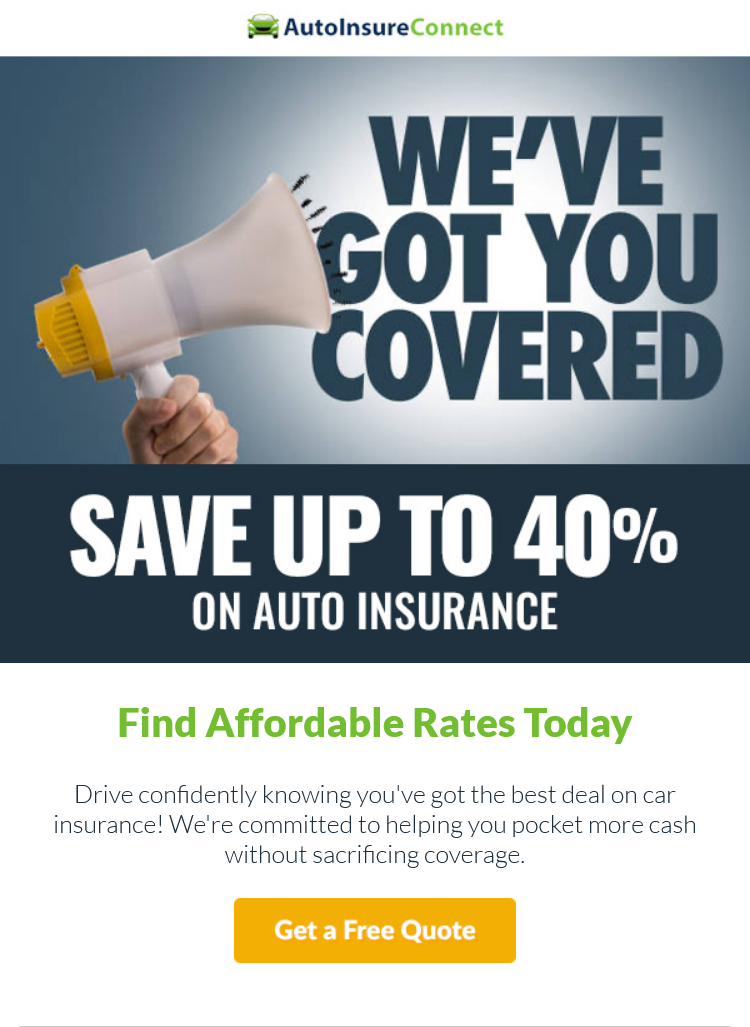 AutoInsureConnect
WE'VE
GOT YOU
COVERED
SAVE UP TO 40%
ON AUTO INSURANCE
Find Affordable Rates Today
Drive confidently knowing you've got the best deal on car
insurance! We're committed to helping you pocket more cash
without sacrificing coverage.
Get a Free Quote